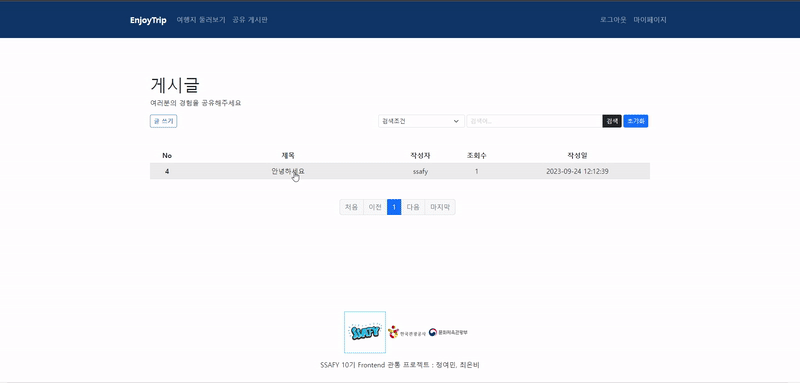 EnjoyTrip 여행지 둘러보기 공유 게시판 로그아웃 마이페이지
게시글
여러분의 경험을 공유해주세요
글 쓰기 검색조건 검색어... 검색 초기화
No 제목 작성자 조회수 작성일
4 안녕하세요 ssafy 1 2023-09-24 12:12:39
처음 이전 1 다음 마지막
SSAFY 한국관광공사 문화체육관광부
SSAFY 10기 Frontend 관통 프로젝트 : 정여민, 최은비